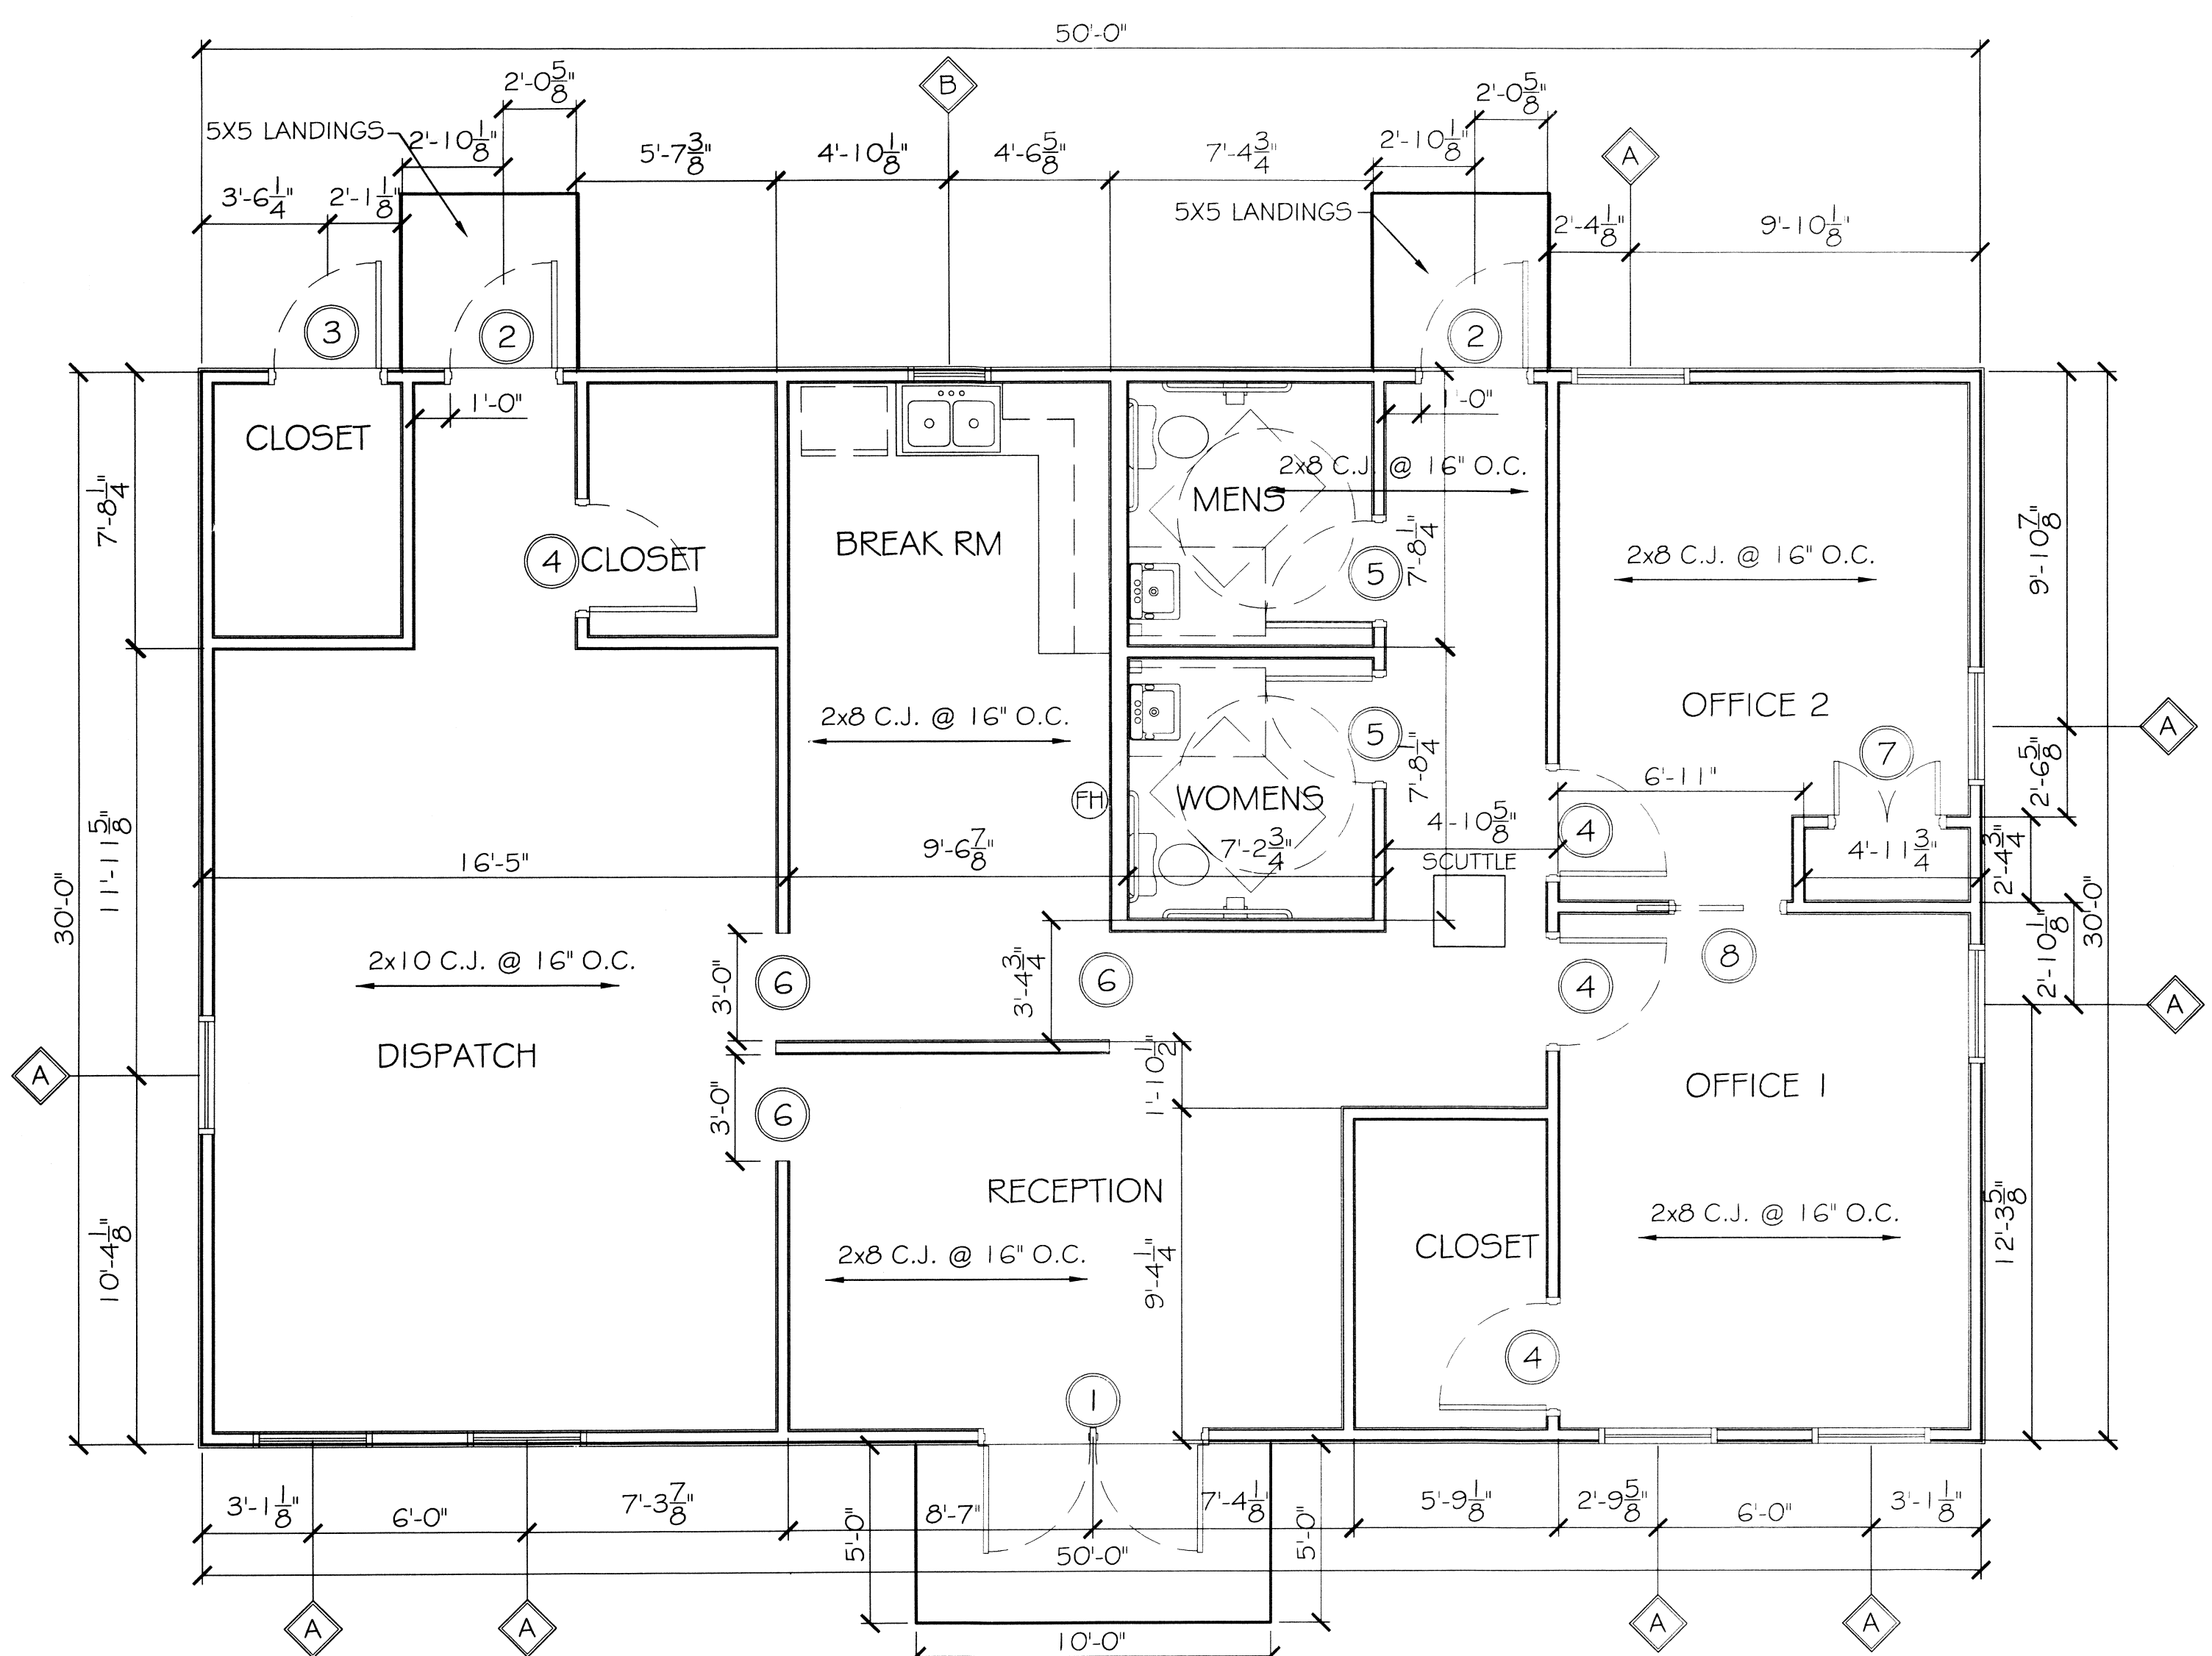 50'-0"
2'-0 5/8"
B
2'-0 5/8"
5X5 LANDINGS
2'-10 1/8"
5'-7 3/8"
4'-10 1/8"
4'-6 5/8"
7'-4 3/4"
2'-10 1/8"
A
3'-6 1/4"
2'-1 1/8"
5X5 LANDINGS
2'-4 1/8"
9'-10 1/8"
3
2
2
1'-0"
1'-0"
CLOSET
2x8 C.J. @ 16" O.C.
7'-8 1/4"
MENS
7'-8 1/4"
9'-10 7/8"
4
CLOSET
BREAK RM
5
2x8 C.J. @ 16" O.C.
2x8 C.J. @ 16" O.C.
5
OFFICE 2
A
7
7'-8 1/4"
6'-11"
2'-6 5/8"
FH
WOMENS
4'-10 5/8"
4
11'-11 5/8"
16'-5"
9'-6 7/8"
7'-2 3/4"
SCUTTLE
4'-11 3/4"
2'-4 3/4"
30'-0"
30'-0"
2x10 C.J. @ 16" O.C.
3'-0"
6
3'-4 3/4"
6
4
8
2'-10 1/8"
A
DISPATCH
A
1'-10 1/2"
OFFICE 1
3'-0"
6
RECEPTION
10'-4 1/8"
2x8 C.J. @ 16" O.C.
9'-4 1/4"
CLOSET
2x8 C.J. @ 16" O.C.
12'-3 5/8"
4
1
3'-1 1/8"
6'-0"
7'-3 7/8"
5'-0"
8'-7"
7'-4 1/8"
5'-0"
5'-9 1/8"
2'-9 5/8"
6'-0"
3'-1 1/8"
50'-0"
A
A
A
A
10'-0"